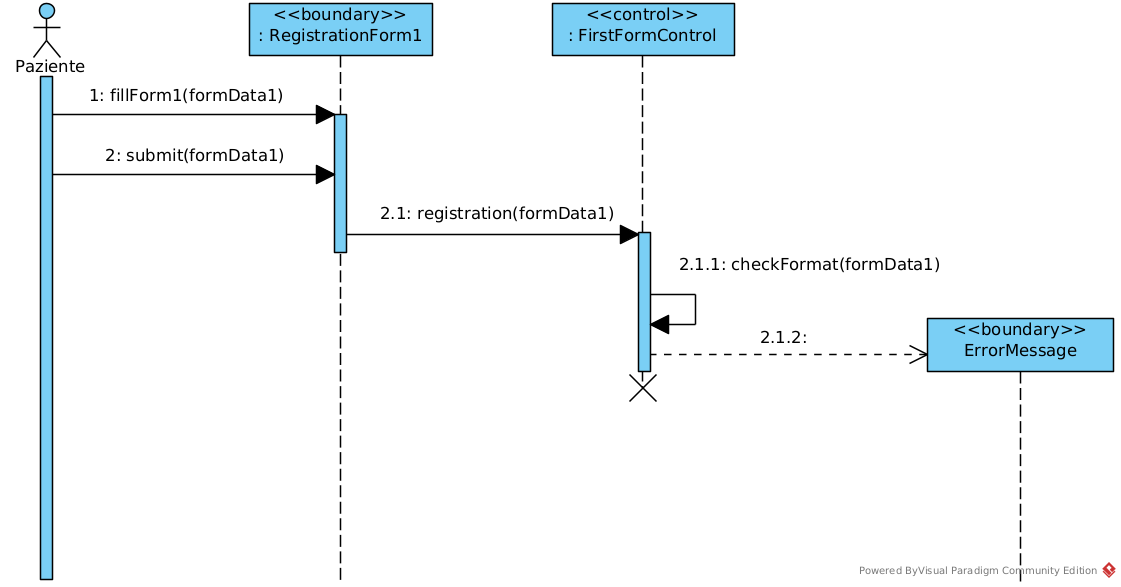 <<boundary>>
: RegistrationForm1
<<control>>
: FirstFormControl
Paziente
1: fillForm1(formData1)
2: submit(formData1)
2.1: registration(formData1)
2.1.1: checkFormat(formData1)
2.1.2:
<<boundary>>
ErrorMessage
Powered ByVisual Paradigm Community Edition